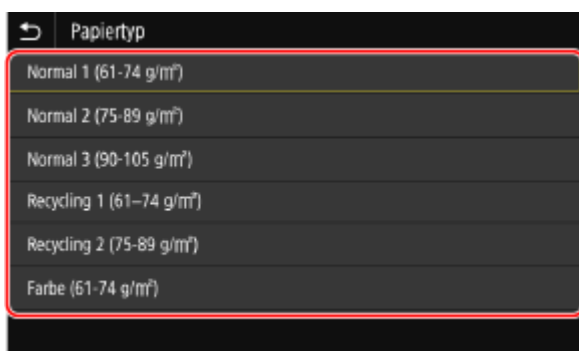 Papiertyp
Normal 1 (61-74 g/m²)
Normal 2 (75-89 g/m²)
Normal 3 (90-105 g/m²)
Recycling 1 (61–74 g/m²)
Recycling 2 (75-89 g/m²)
Farbe (61-74 g/m²)